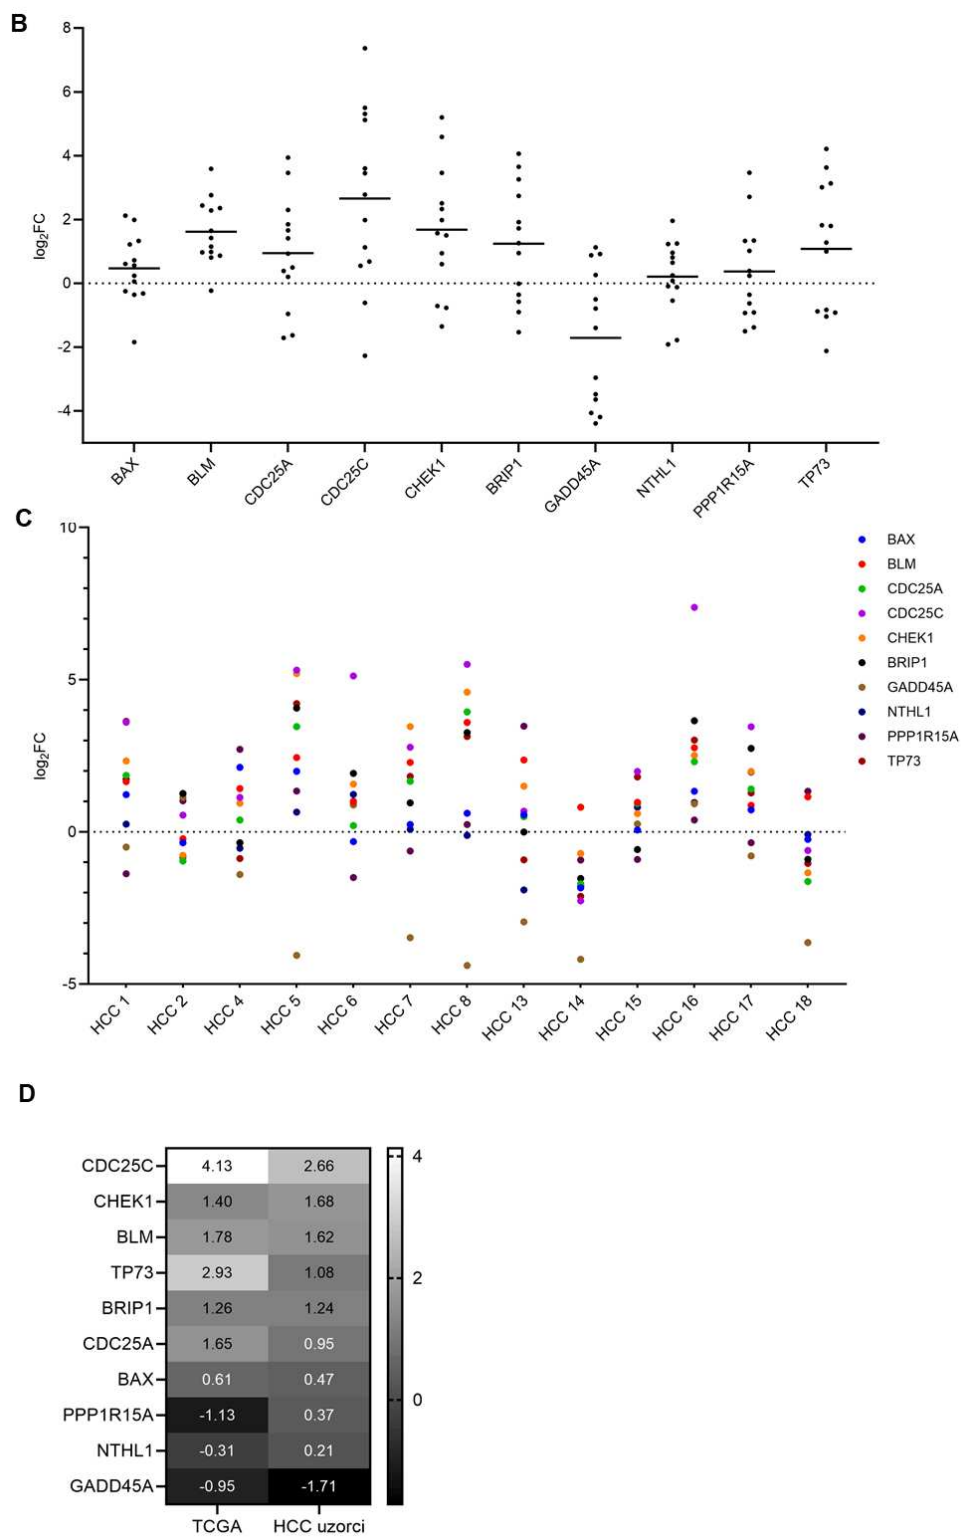 B
8
6
4
2
0
-2
-4
log₂FC
BAX
BLM
CDC25A
CDC25C
CHEK1
BRIP1
GADD45A
NTHL1
PPP1R15A
TP73
C
10
5
0
-5
log₂FC
HCC 1
HCC 2
HCC 4
HCC 5
HCC 6
HCC 7
HCC 8
HCC 13
HCC 14
HCC 15
HCC 16
HCC 17
HCC 18
BAX
BLM
CDC25A
CDC25C
CHEK1
BRIP1
GADD45A
NTHL1
PPP1R15A
TP73
D
CDC25C 4.13 2.66
CHEK1 1.40 1.68
BLM 1.78 1.62
TP73 2.93 1.08
BRIP1 1.26 1.24
CDC25A 1.65 0.95
BAX 0.61 0.47
PPP1R15A -1.13 0.37
NTHL1 -0.31 0.21
GADD45A -0.95 -1.71
TCGA HCC uzorci
4
2
0